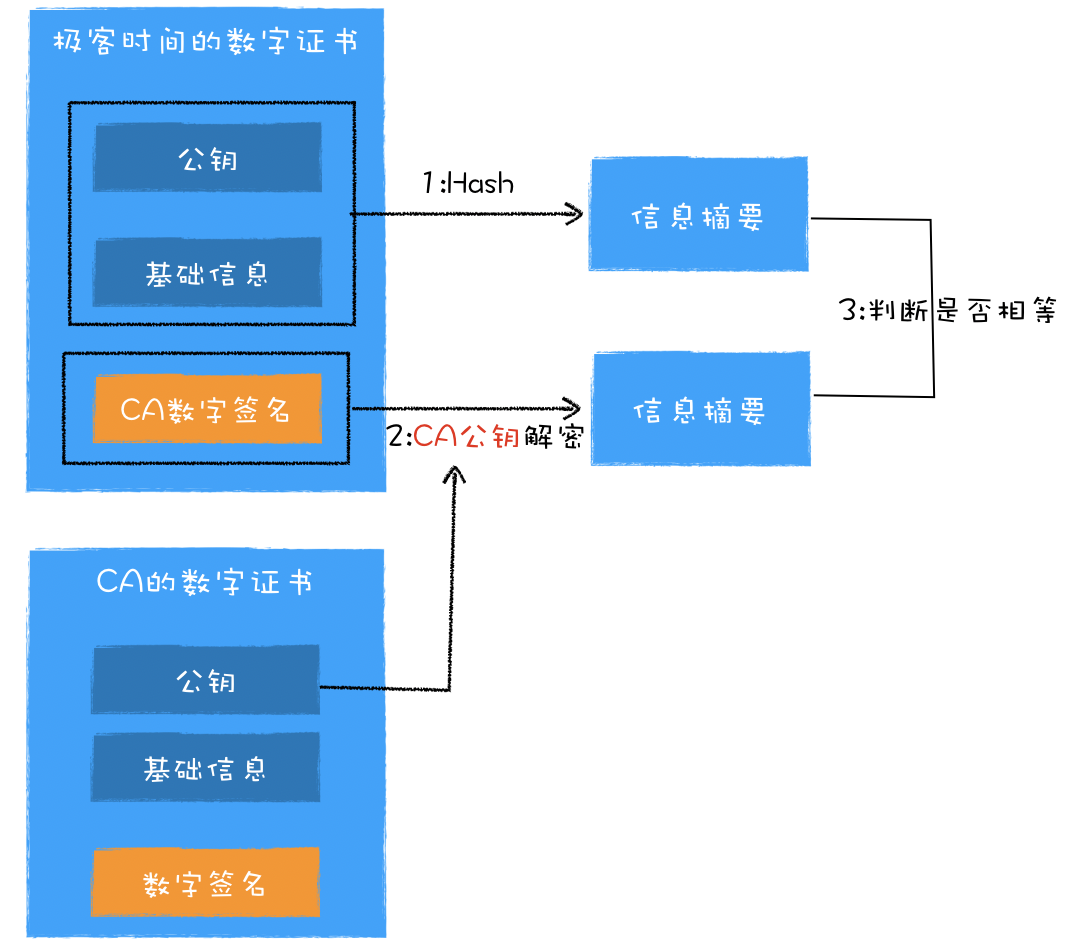 极客时间的数字证书
公钥
基础信息
CA数字签名
1:Hash
信息摘要
2:CA公钥解密
信息摘要
3:判断是否相等
CA的数字证书
公钥
基础信息
数字签名